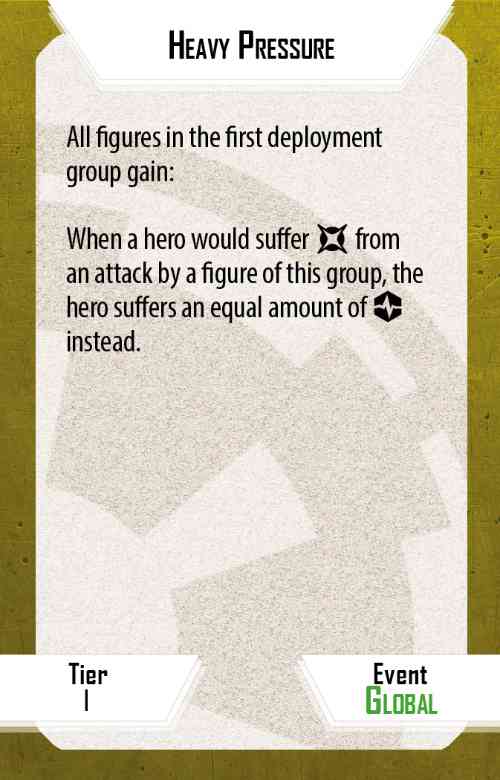 Heavy Pressure
All figures in the first deployment
group gain:
When a hero would suffer from
an attack by a figure of this group, the
hero suffers an equal amount of
instead.
Tier
I
Event
Global